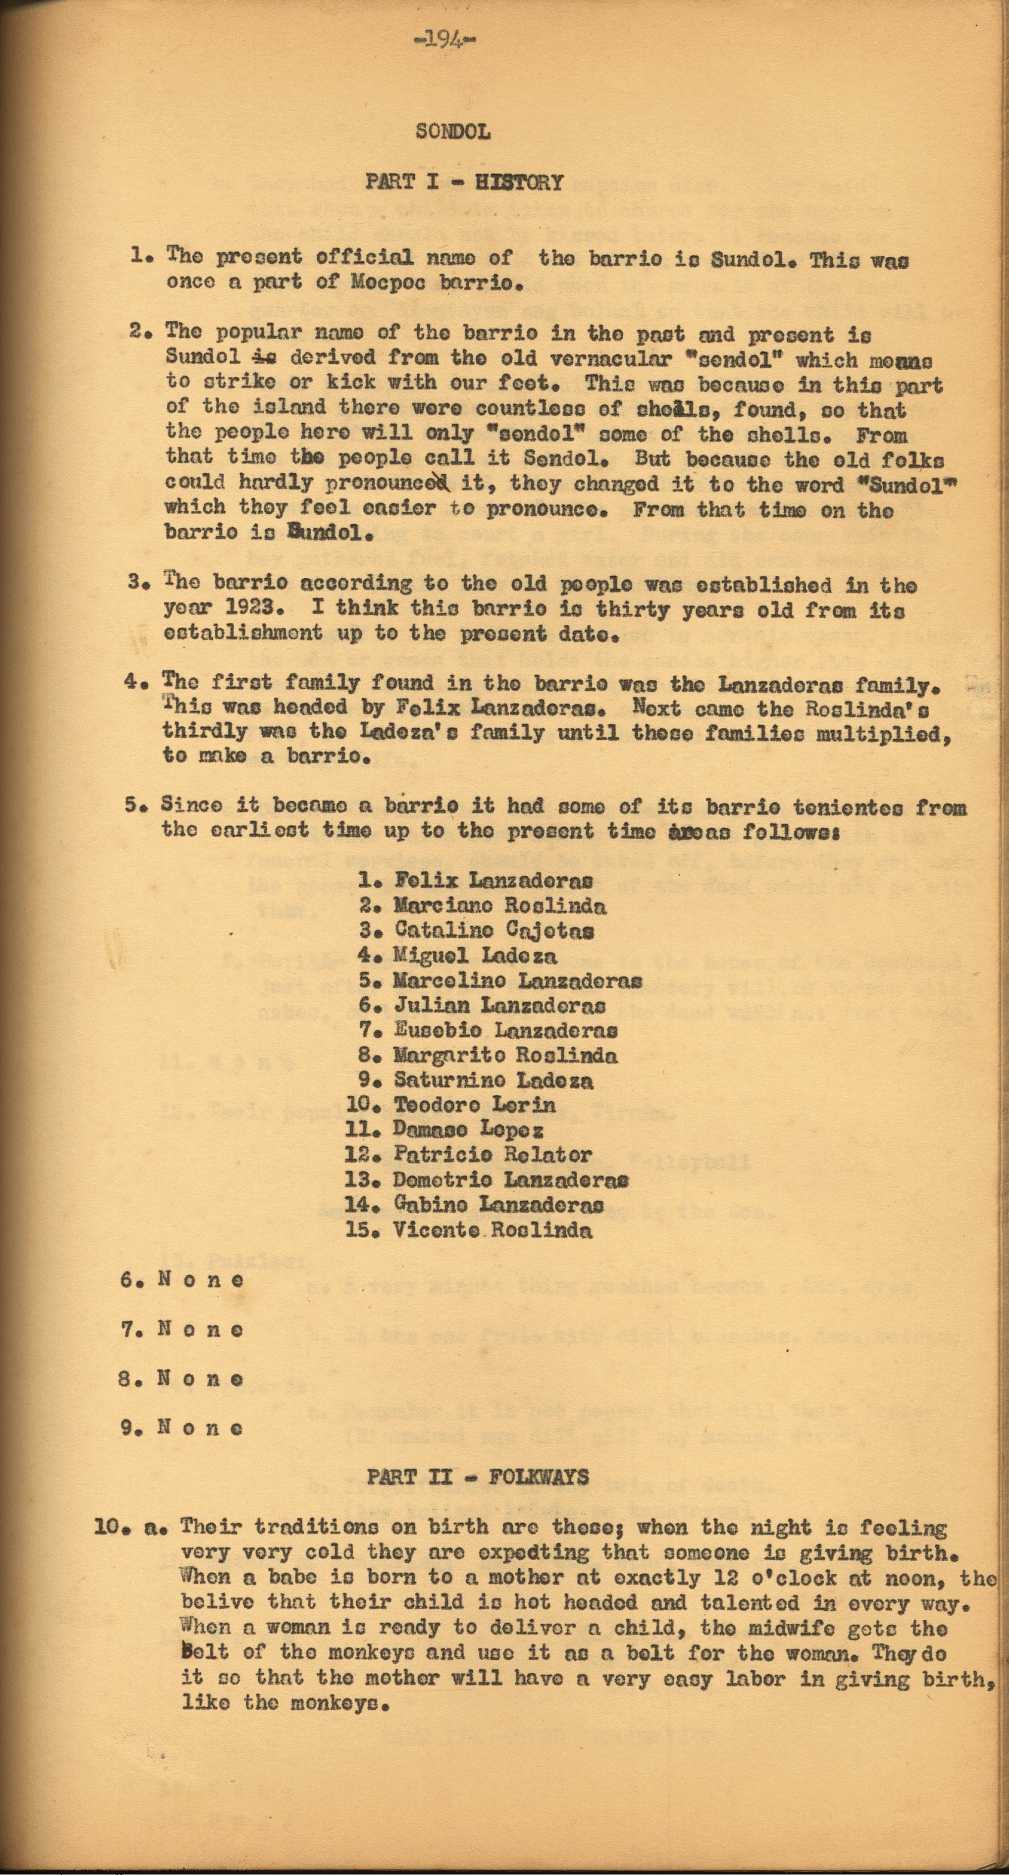 -194-
SONDOL
PART I - HISTORY
1. The present official name of the barrio is Sundol. This was
once a part of Mocpoc barrio.
2. The popular name of the barrio in the past and present is
Sundol is derived from the old vernacular "sondol" which means
to strike or kick with our feet. This was because in this part
of the island there were countless of shells, found, so that
the people here will only "sondol" some of the shells. From
that time the people call it Sondol. But because the old folks
could hardly pronounced it, they changed it to the word "Sundol"
which they feel easier to pronounce. From that time on the
barrio is Sundol.
3. The barrio according to the old people was established in the
year 1923. I think this barrio is thirty years old from its
establishment up to the present date.
4. The first family found in the barrio was the Lanzaderas family.
This was headed by Felix Lanzaderas. Next came the Roslinda's
thirdly was the Ladeza's family until these families multiplied,
to make a barrio.
5. Since it became a barrio it had some of its barrio tenientes from
the earliest time up to the present time areas follows:
1. Felix Lanzaderas
2. Marciano Roslinda
3. Catalino Cajetas
4. Miguel Ladeza
5. Marcelino Lanzaderas
6. Julian Lanzaderas
7. Eusebio Lanzaderas
8. Margarito Roslinda
9. Saturnino Ladeza
10. Teodoro Lorin
11. Damaso Lopez
12. Patricio Relator
13. Demetrio Lanzaderas
14. Gabino Lanzaderas
15. Vicente Roslinda
6. N o n e
7. N o n e
8. N o n e
9. N o n e
PART II - FOLKWAYS
10. a. Their traditions on birth are these; when the night is feeling
very very cold they are expedting that someone is giving birth.
When a babe is born to a mother at exactly 12 o'clock at noon, the
belive that their child is hot headed and talented in every way.
When a woman is ready to deliver a child, the midwife gets the
Belt of the monkeys and use it as a belt for the woman. They do
it so that the mother will have a very easy labor in giving birth,
like the monkeys.